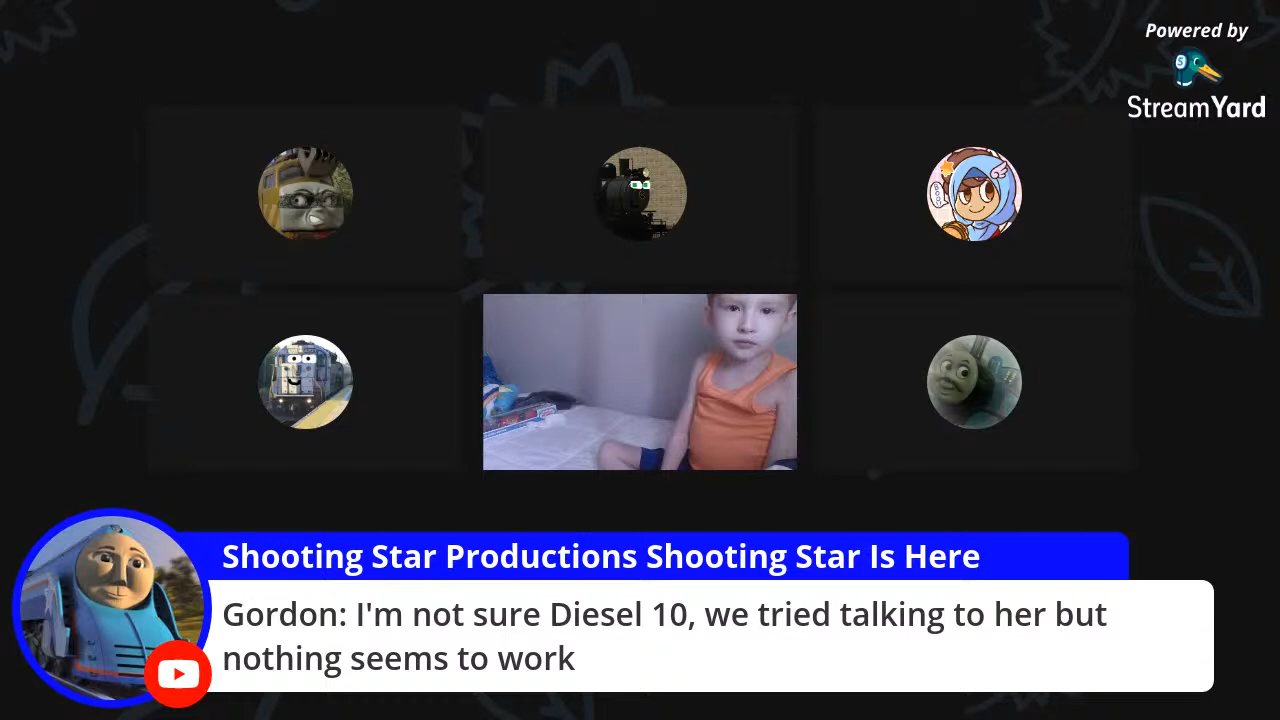 Powered by
StreamYard
Shooting Star Productions Shooting Star Is Here
Gordon: I'm not sure Diesel 10, we tried talking to her but
nothing seems to work